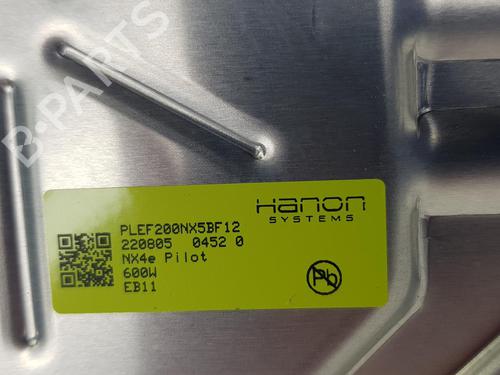 B-PARTS
Hanon
SYSTEMS
PLEF200NX5BF12
220805 0452 0
NX4e Pilot
600W
EB11
Pb